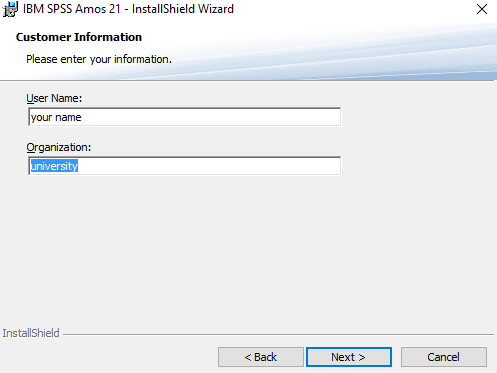 IBM SPSS Amos 21 - InstallShield Wizard
Customer Information
Please enter your information.
User Name:
your name
Organization:
university
InstallShield
< Back Next > Cancel